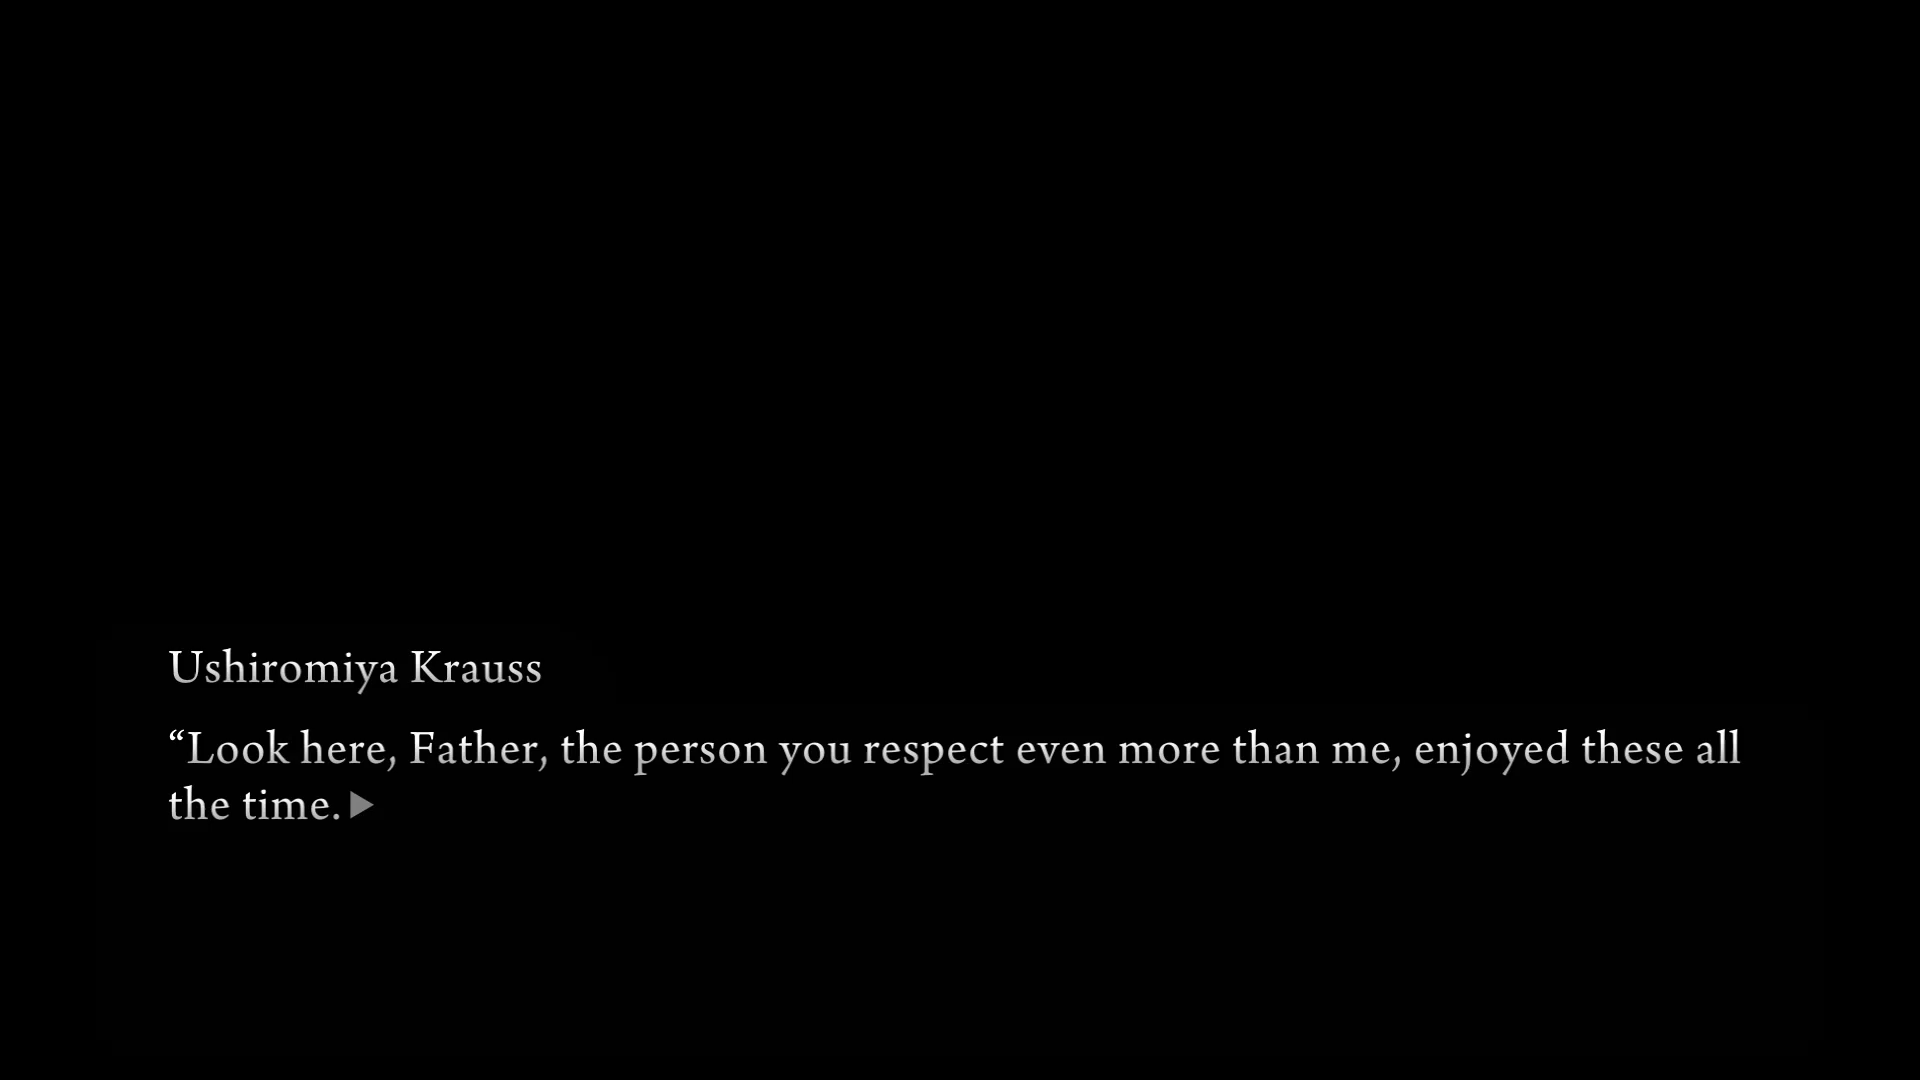 Ushiromiya Krauss
“Look here, Father, the person you respect even more than me, enjoyed these all
the time.